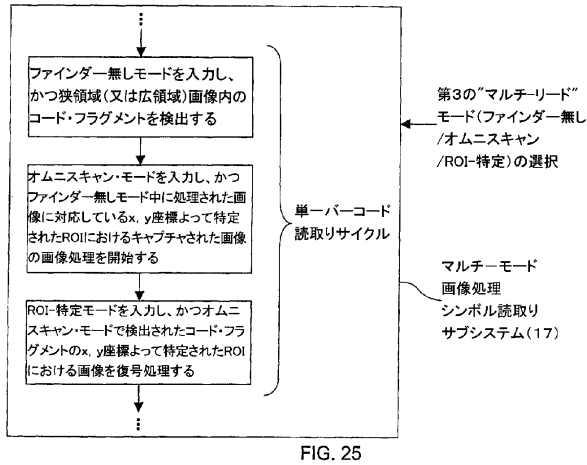 ファインダー無しモードを入力し、
かつ狭領域(又は広領域)画像内の
コード・フラグメントを検出する
オムニスキャン・モードを入力し、かつ
ファインダー無しモード中に処理された画
像に対応しているx, y座標よって特定
されたROIにおけるキャプチャされた画像
の画像処理を開始する
ROI-特定モードを入力し、かつオムニ
スキャン・モードで検出されたコード・フラ
グメントのx, y座標よって特定されたROI
における画像を復号処理する
単一バーコード
読取りサイクル
第3の"マルチ-リード"
モード(ファインダー無し
/オムニスキャン
/ROI-特定)の選択
マルチ-モード
画像処理
シンボル読取り
サブシステム(17)
FIG. 25